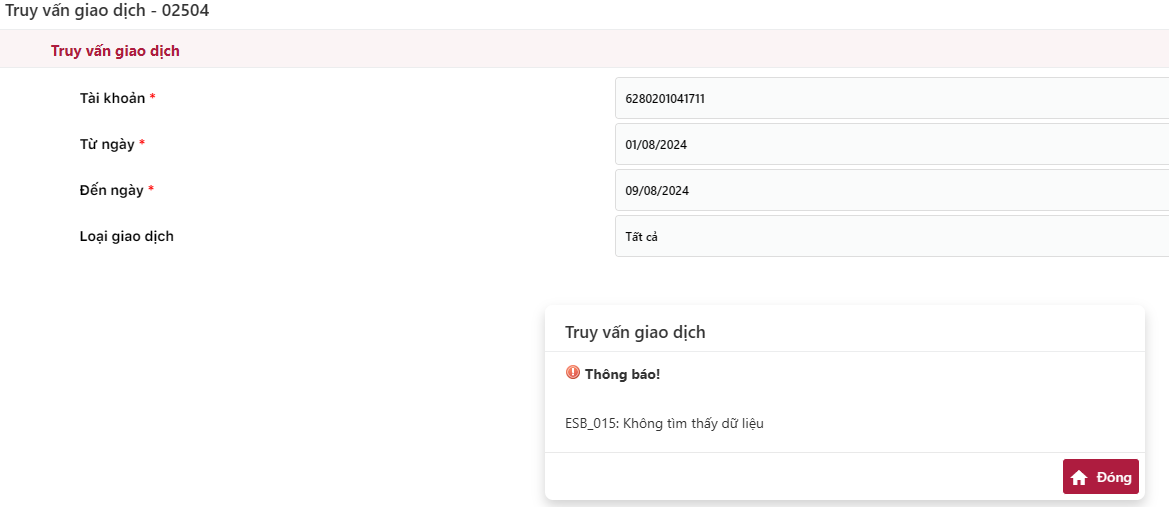 Truy vấn giao dịch - 02504
Truy vấn giao dịch
Tài khoản * 6280201041711
Từ ngày * 01/08/2024
Đến ngày * 09/08/2024
Loại giao dịch Tất cả
Truy vấn giao dịch
Thông báo!
ESB_015: Không tìm thấy dữ liệu
Đóng